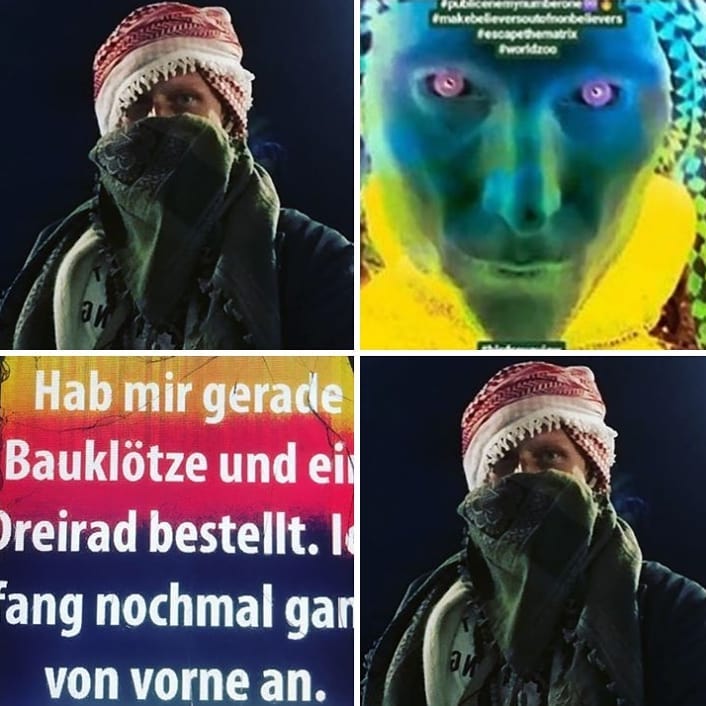 #publicenemynumberone
#makebelieversoutofnonbelievers
#escapethematrix
#worldzoo
Hab mir gerade
Bauklötze und ei
Dreirad bestellt. I
fang nochmal gan
von vorne an.